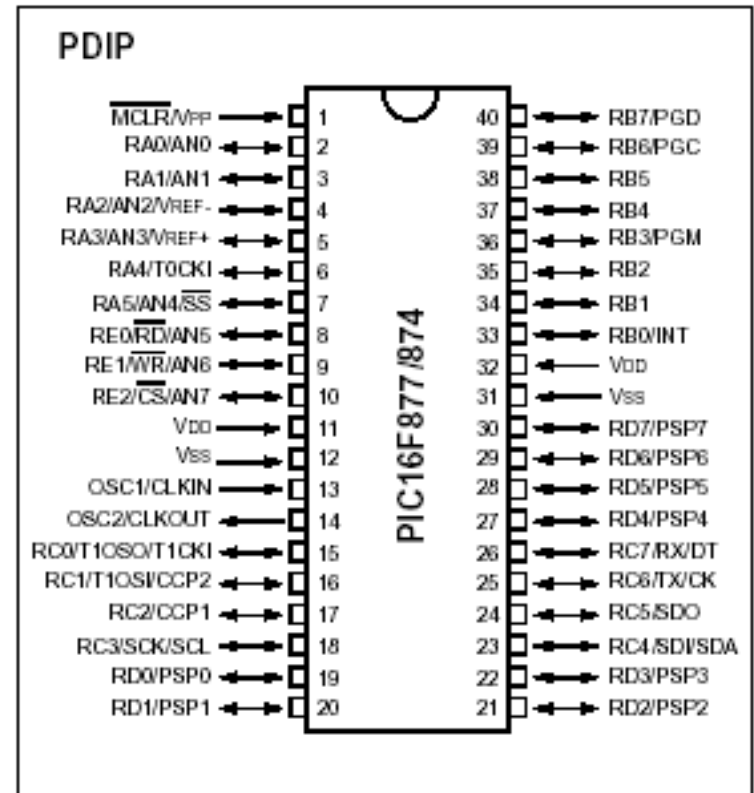 PDIP
MCLR/VPP 1 40 RB7/PGD
RA0/AN0 2 39 RB6/PGC
RA1/AN1 3 38 RB5
RA2/AN2/VREF- 4 37 RB4
RA3/AN3/VREF+ 5 36 RB3/PGM
RA4/T0CKI 6 35 RB2
RA5/AN4/SS 7 34 RB1
RE0/RD/AN5 8 33 RB0/INT
RE1/WR/AN6 9 32 VDD
RE2/CS/AN7 10 31 VSS
VDD 11 30 RD7/PSP7
VSS 12 29 RD6/PSP6
OSC1/CLKIN 13 28 RD5/PSP5
OSC2/CLKOUT 14 27 RD4/PSP4
RC0/T1OSO/T1CKI 15 26 RC7/RX/DT
RC1/T1OSI/CCP2 16 25 RC6/TX/CK
RC2/CCP1 17 24 RC5/SDO
RC3/SCK/SCL 18 23 RC4/SDI/SDA
RD0/PSP0 19 22 RD3/PSP3
RD1/PSP1 20 21 RD2/PSP2
PIC16F877/874